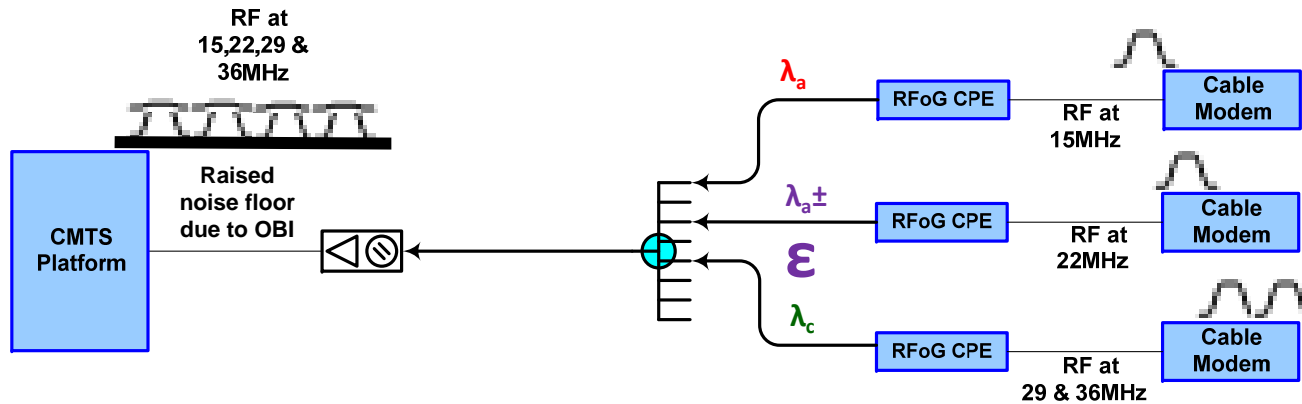 RF at
15,22,29 &
36MHz
Raised
noise floor
due to OBI
CMTS
Platform
λa
λa±
ε
λc
RFoG CPE
RF at
15MHz
Cable
Modem
RFoG CPE
RF at
22MHz
Cable
Modem
RFoG CPE
RF at
29 & 36MHz
Cable
Modem